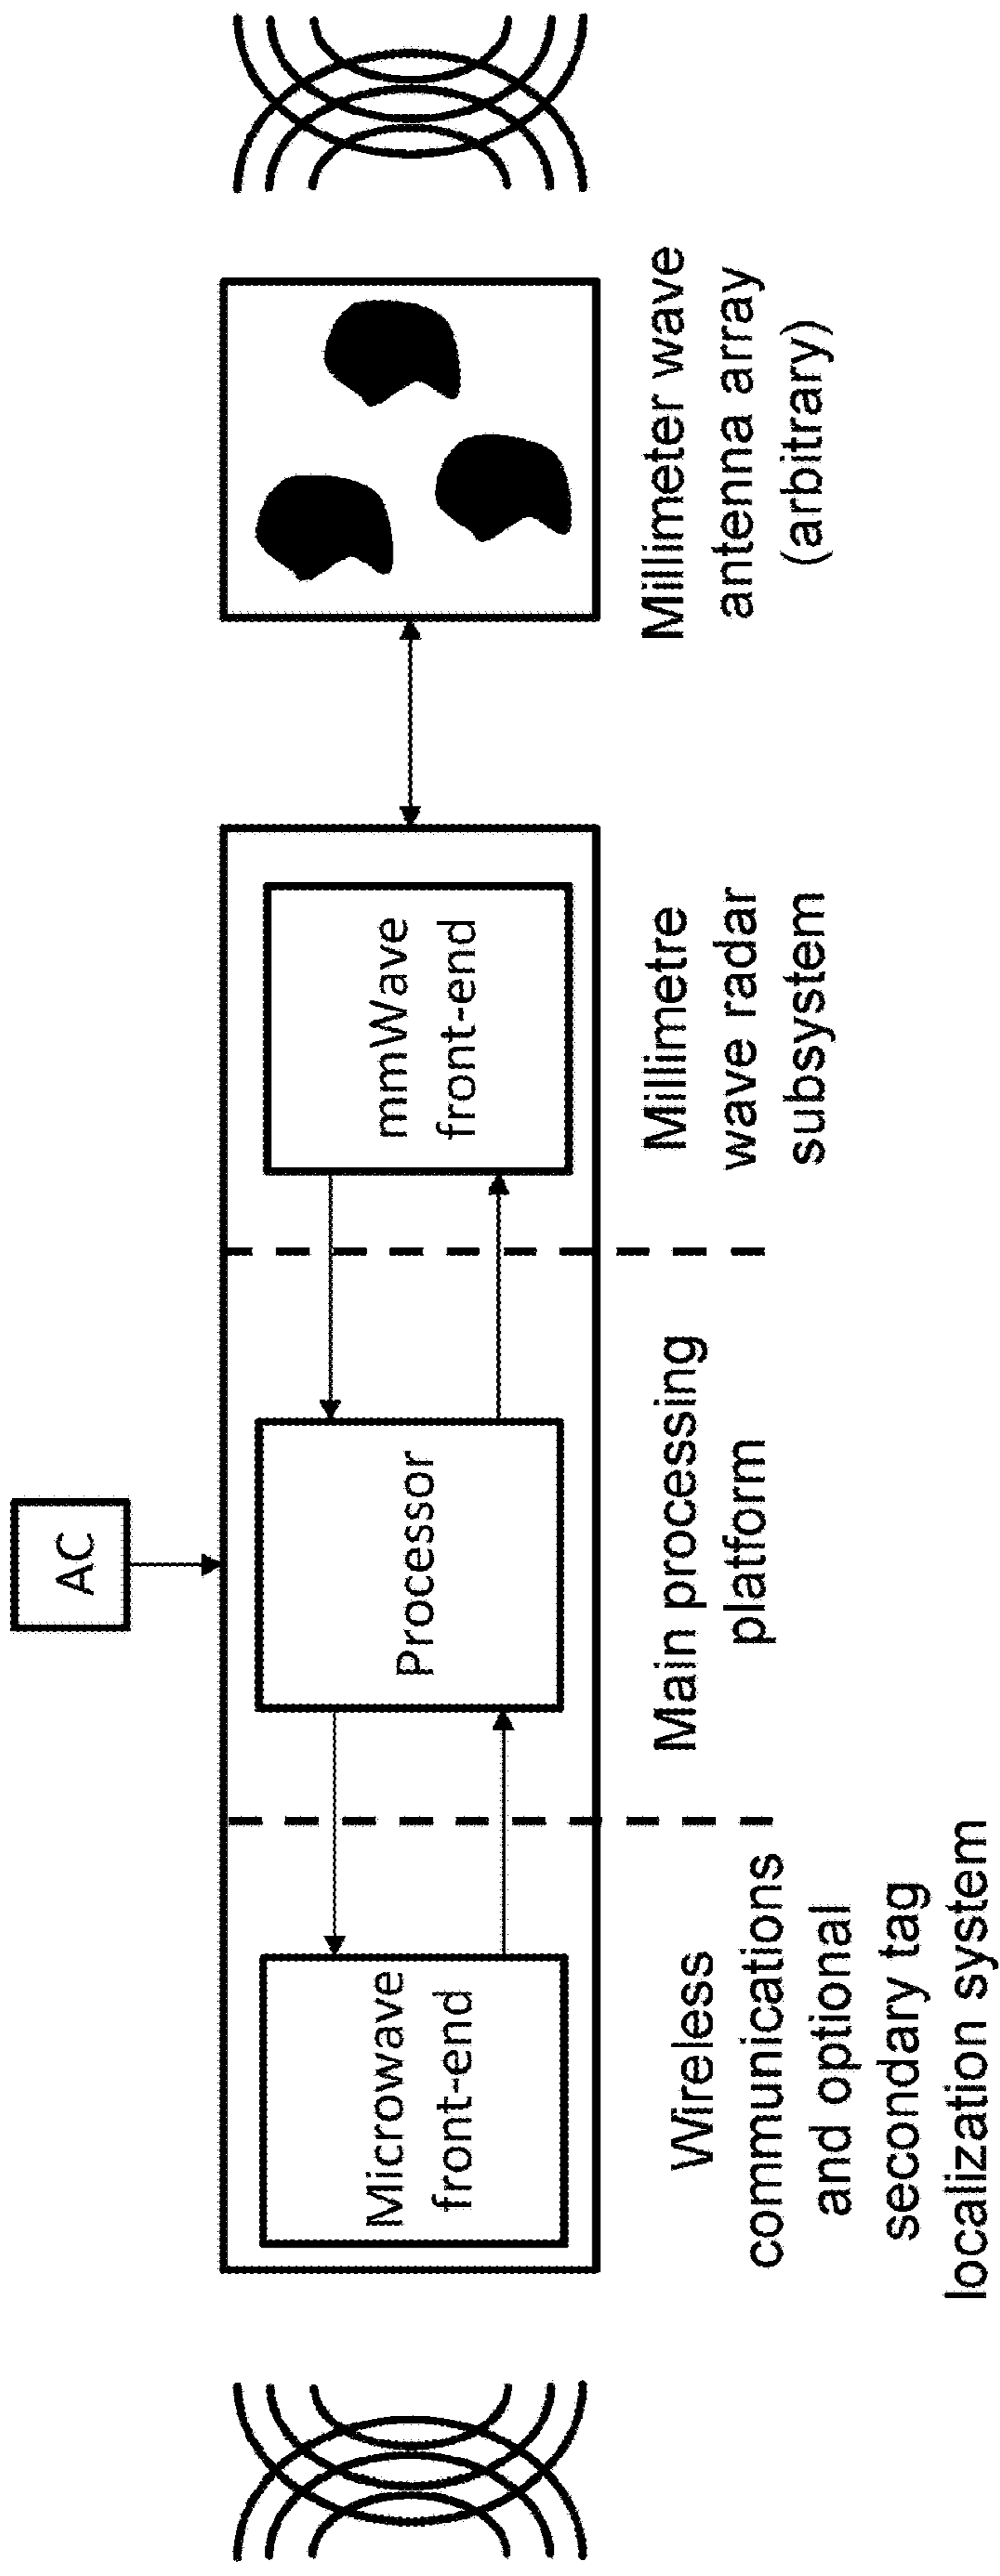 AC
Microwave
front-end
Processor
mmWave
front-end
Wireless
communications
and optional
secondary tag
localization system
Main processing
platform
Millimetre
wave radar
subsystem
Millimeter wave
antenna array
(arbitrary)